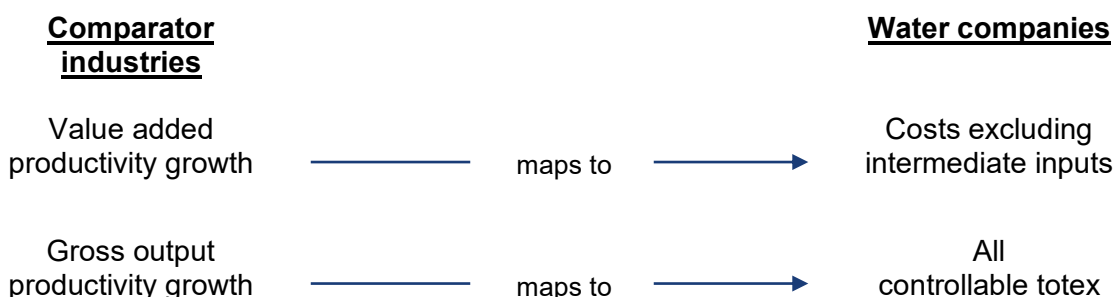 Comparator
industries
Water companies
Value added
productivity growth
maps to
Costs excluding
intermediate inputs
Gross output
productivity growth
maps to
All
controllable totex